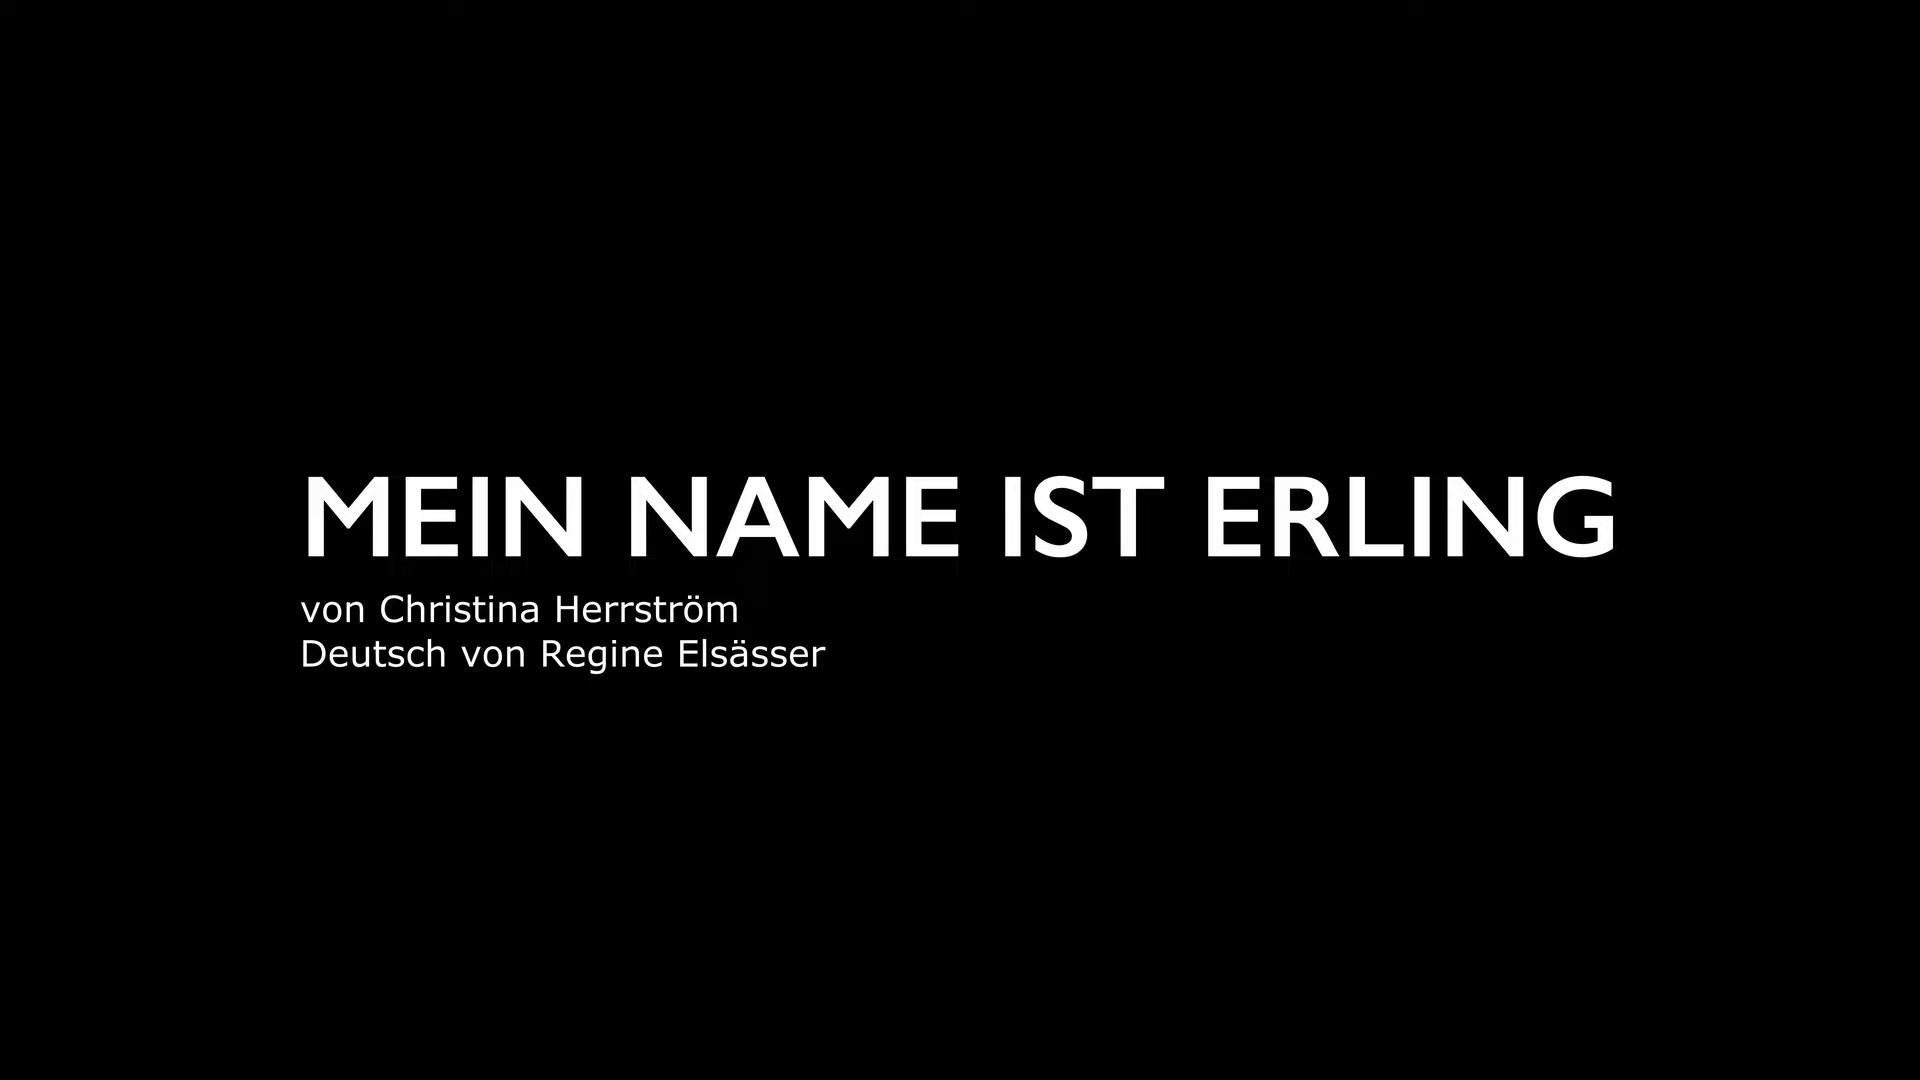 MEIN NAME IST ERLING
von Christina Herrström
Deutsch von Regine Elsässer